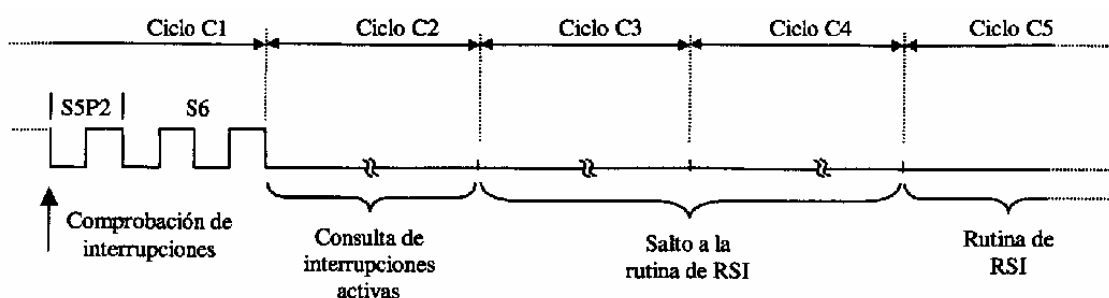 Ciclo C1
Ciclo C2
Ciclo C3
Ciclo C4
Ciclo C5
S5P2
S6
Comprobación de
interrupciones
Consulta de
interrupciones
activas
Salto a la
rutina de RSI
Rutina de
RSI